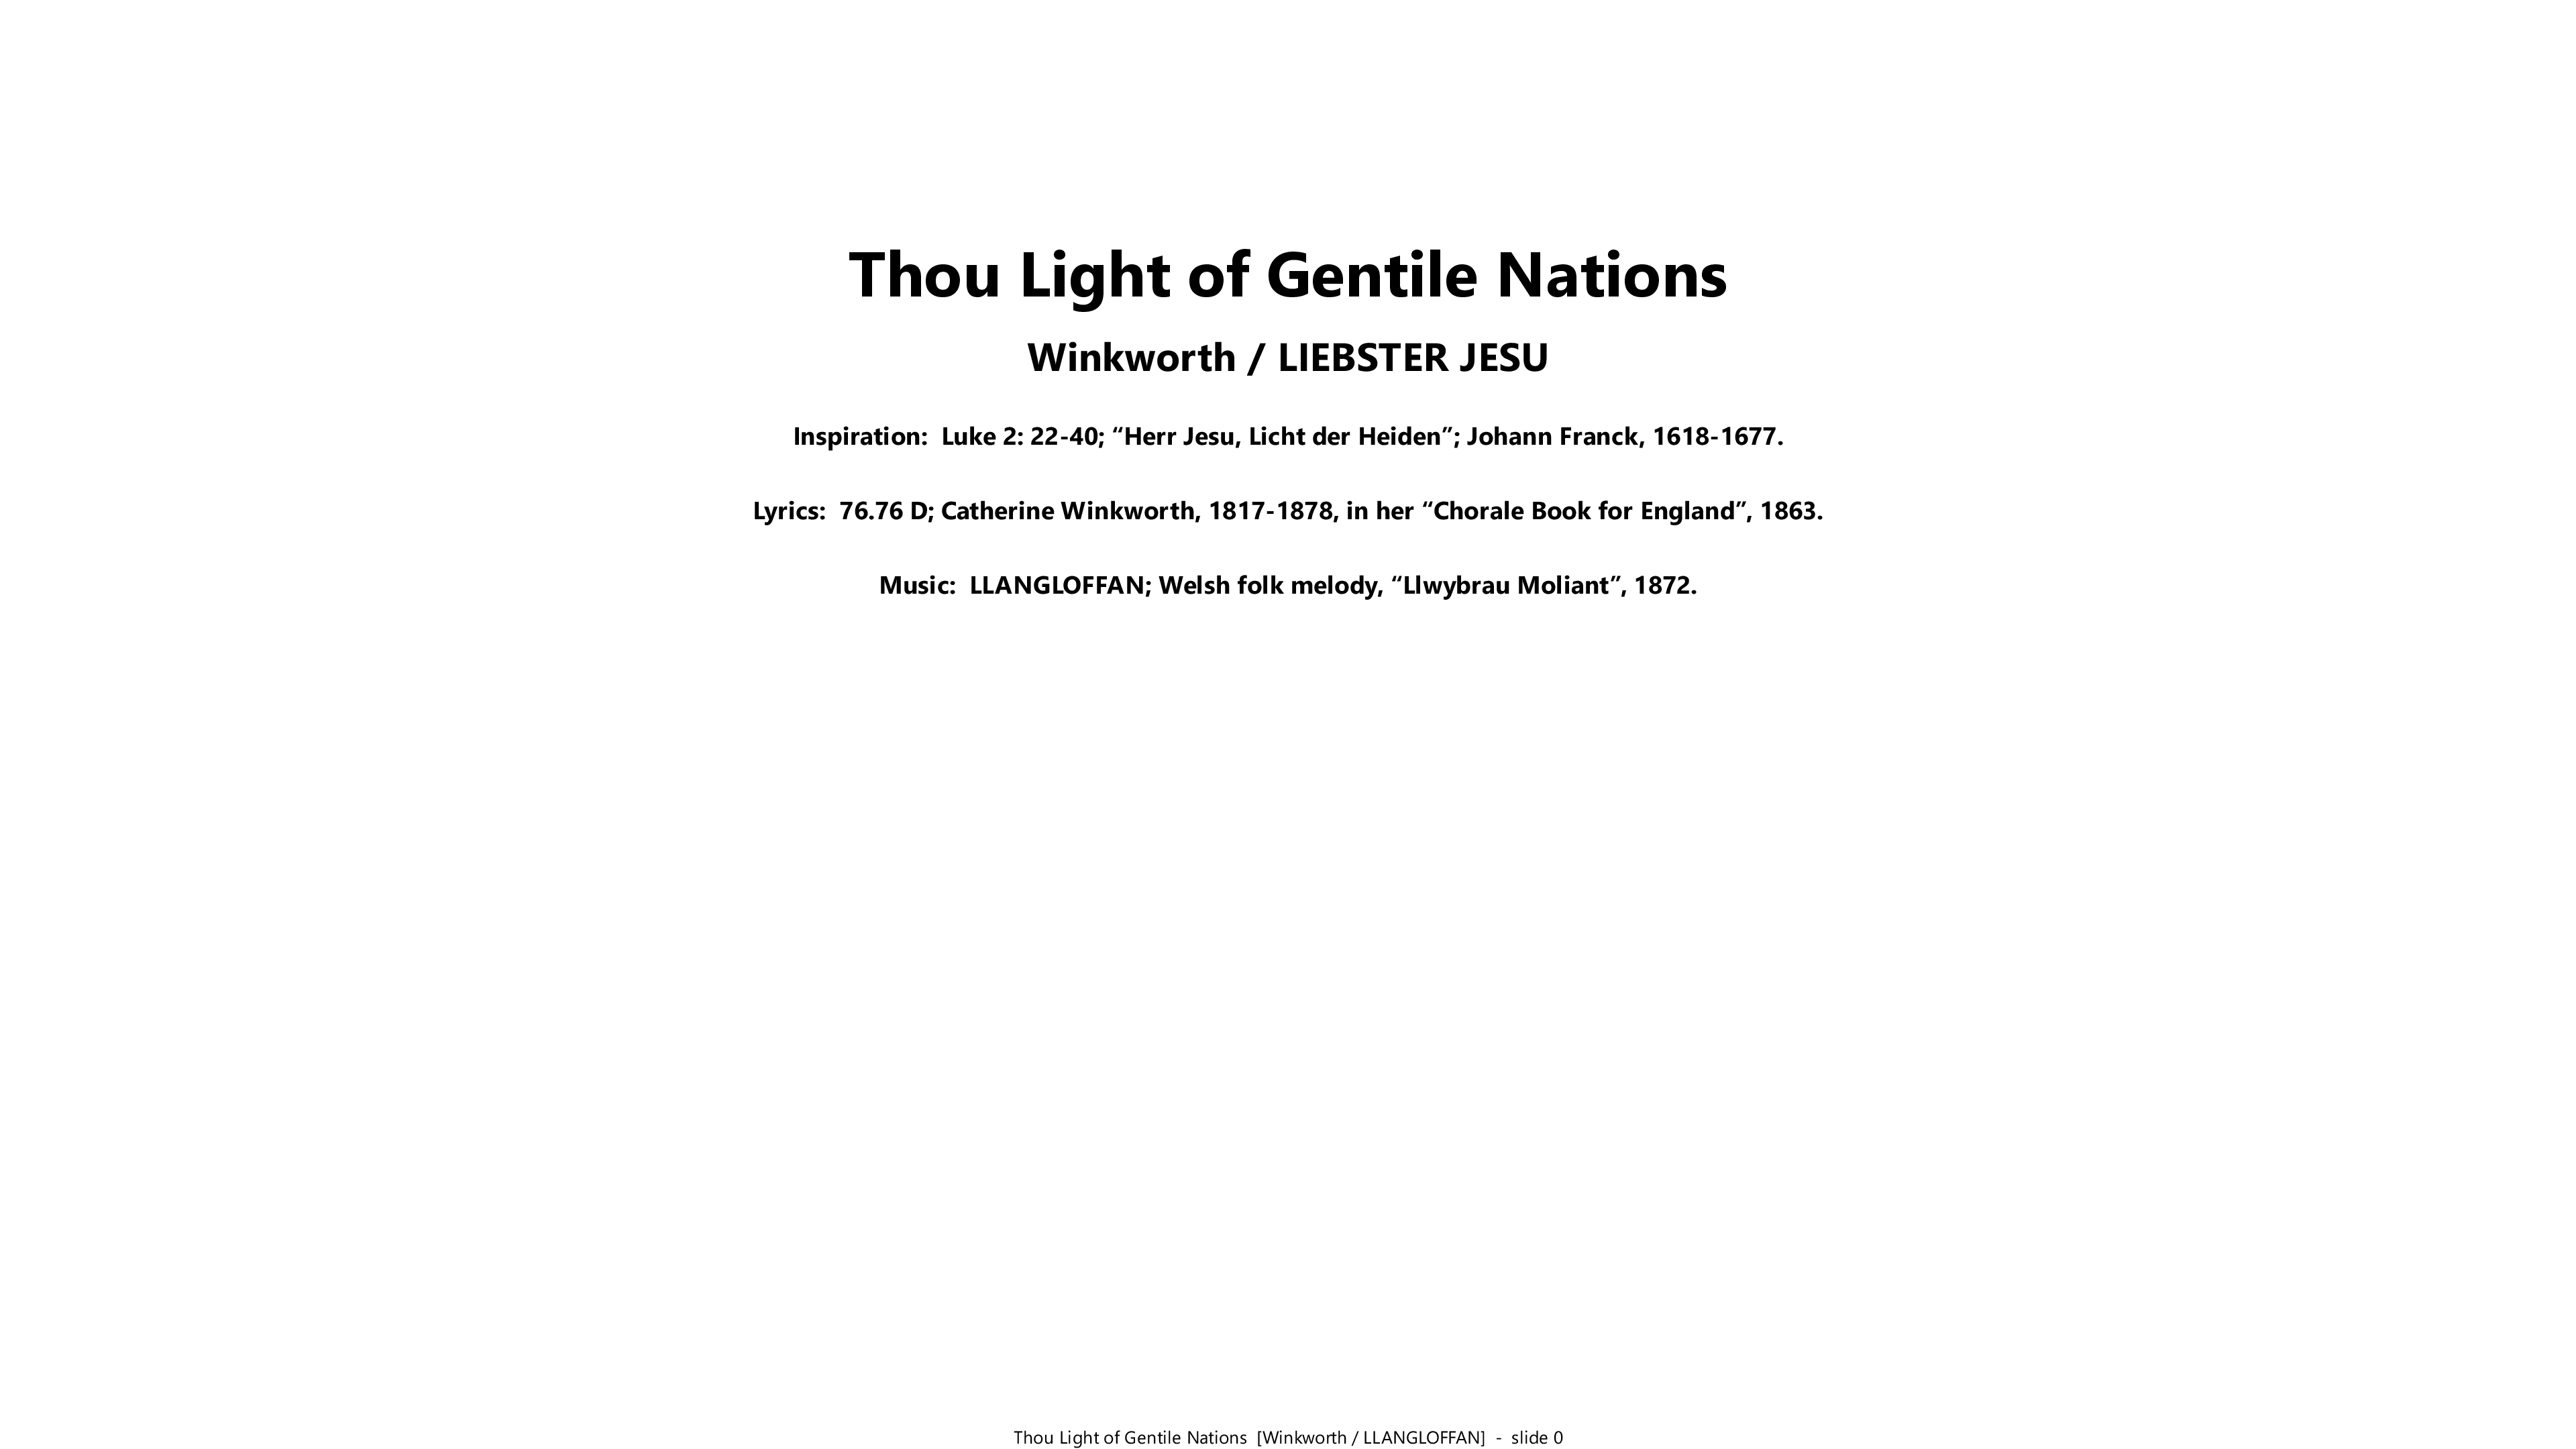 Thou Light of Gentile Nations
Winkworth / LIEBSTER JESU
Inspiration:  Luke 2: 22-40; “Herr Jesu, Licht der Heiden”; Johann Franck, 1618-1677.
Lyrics:  76.76 D; Catherine Winkworth, 1817-1878, in her “Chorale Book for England”, 1863.
Music:  LLANGLOFFAN; Welsh folk melody, “Llwybrau Moliant”, 1872.
Thou Light of Gentile Nations  [Winkworth / LLANGLOFFAN]  -  slide 0